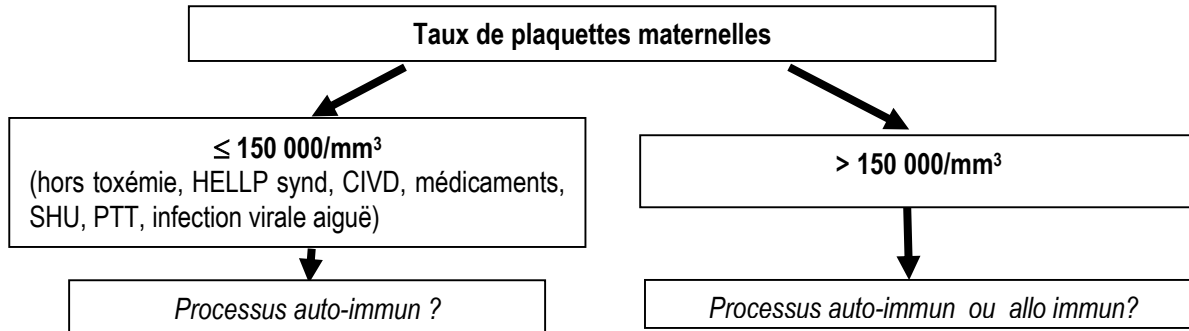 Taux de plaquettes maternelles
≤ 150 000/mm³
(hors toxémie, HELLP synd, CIVD, médicaments,
SHU, PTT, infection virale aiguë)
> 150 000/mm³
Processus auto-immun ?
Processus auto-immun ou allo immun?